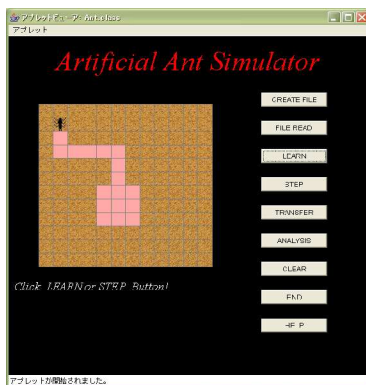 アプレットビューア: Ant.class
アプレット
Artificial Ant Simulator
CREATE FILE
FILE READ
LEARN
STEP
TRANSFER
ANALYSIS
CLEAR
END
HELP
Click LEARN or STEP Button!
アプレットが開始されました。